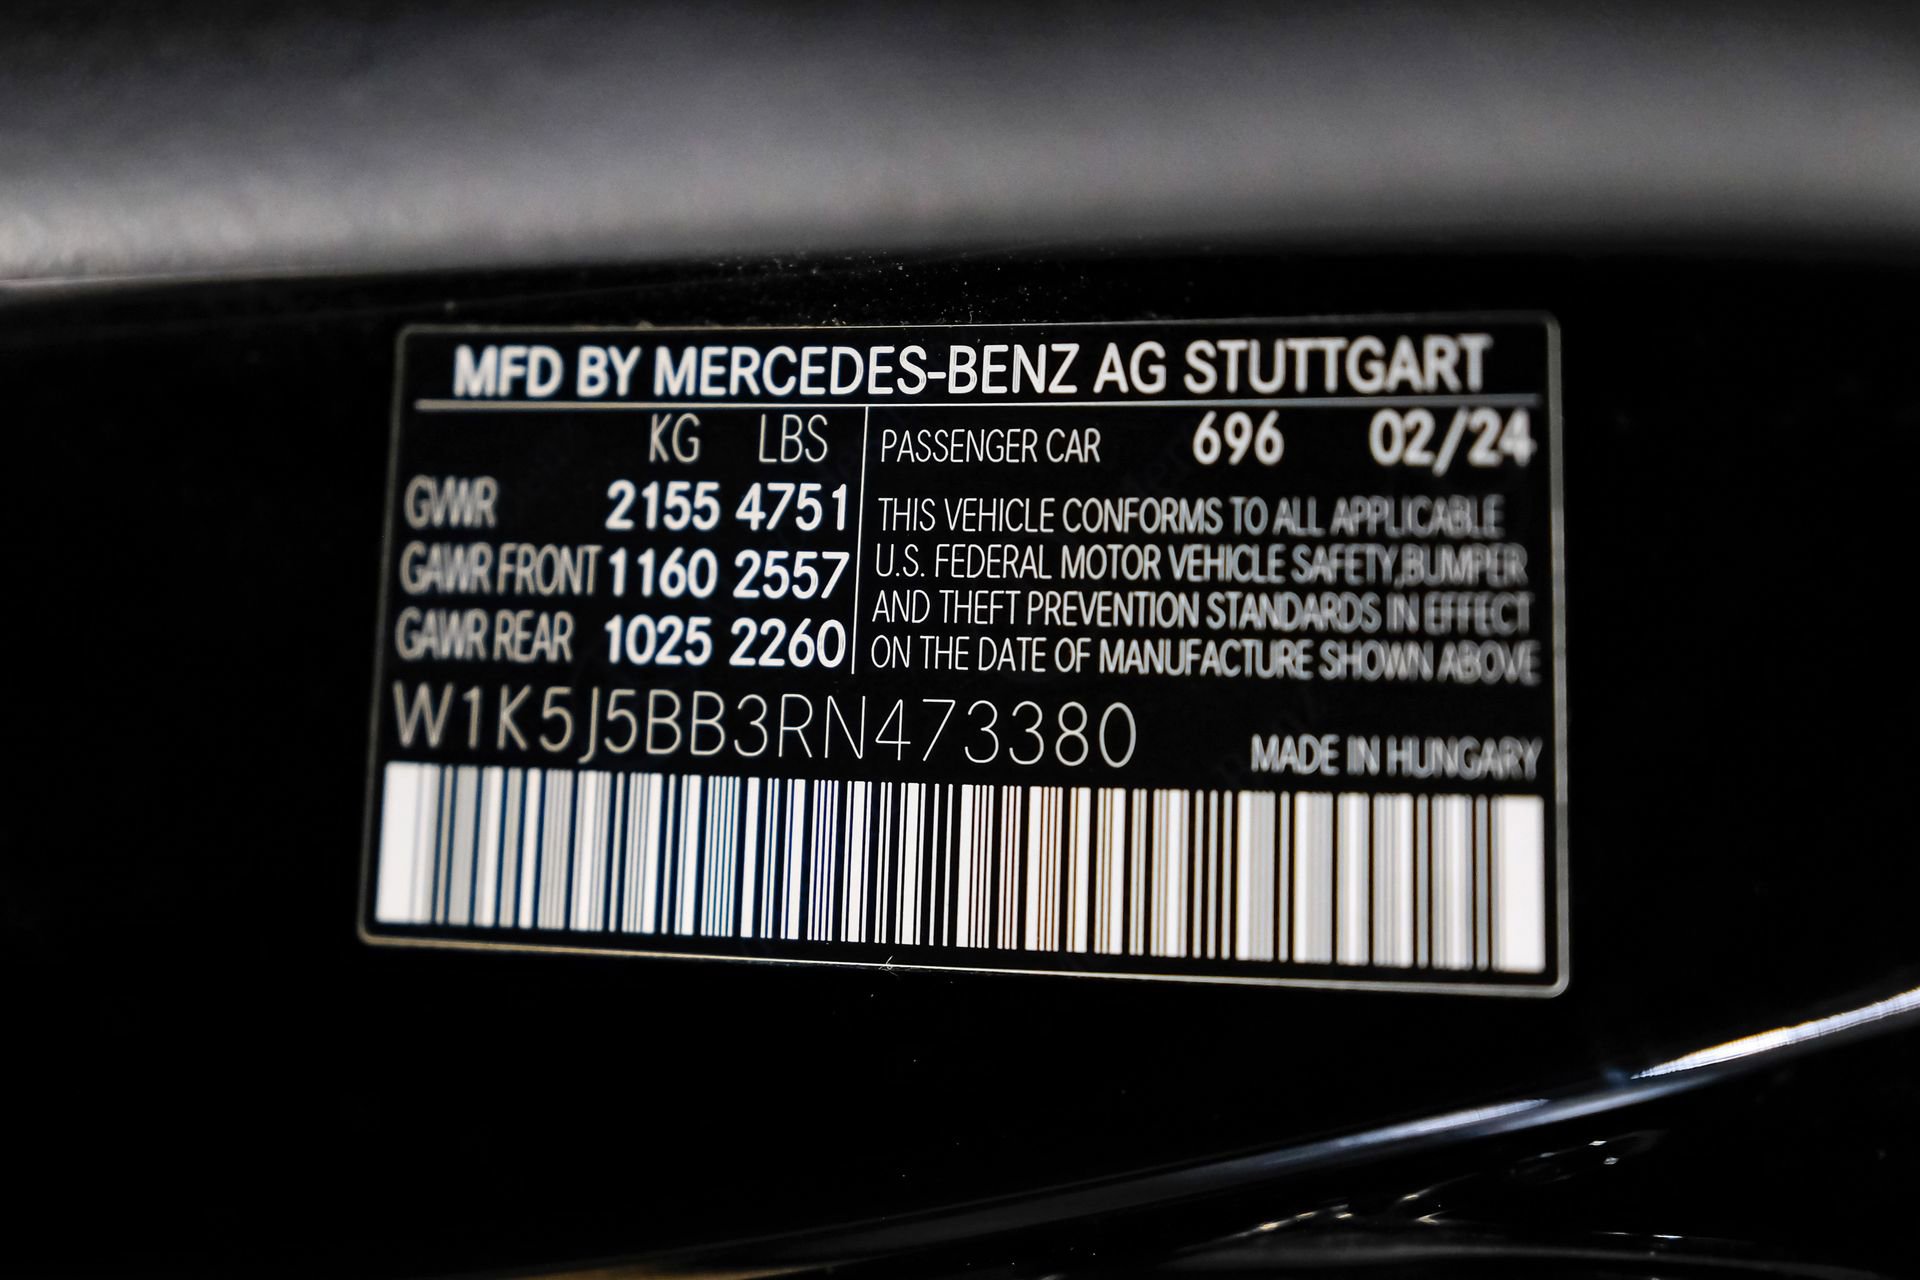 MFD BY MERCEDES-BENZ AG STUTTGART
KG LBS
GVWR 2155 4751
GAWR FRONT 1160 2557
GAWR REAR 1025 2260
PASSENGER CAR 696 02/24
THIS VEHICLE CONFORMS TO ALL APPLICABLE
U.S. FEDERAL MOTOR VEHICLE SAFETY,BUMPER
AND THEFT PREVENTION STANDARDS IN EFFECT
ON THE DATE OF MANUFACTURE SHOWN ABOVE
W1K5J5BB3RN473380
MADE IN HUNGARY